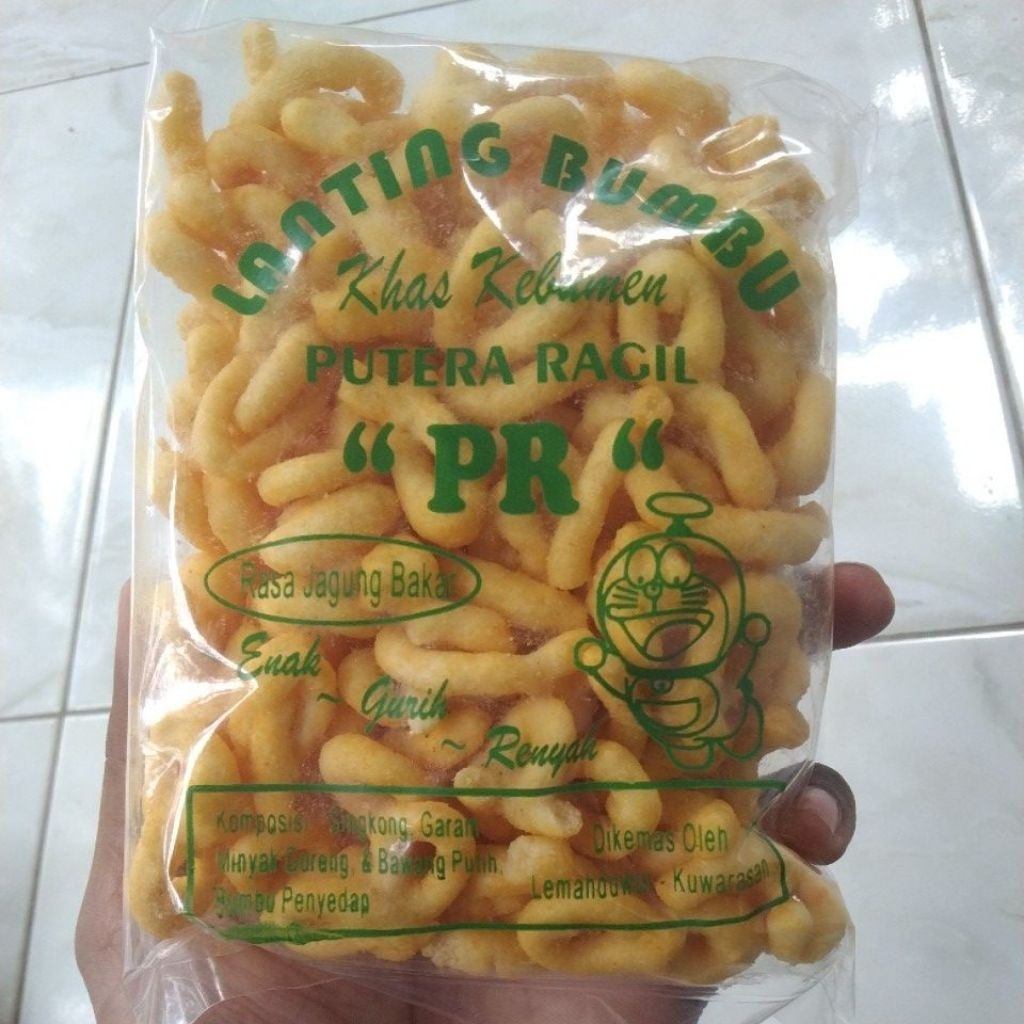 LANTING BUMBU
Khas Kebumen
PUTERA RAGIL
“ PR “
Rasa Jagung Bakar
Enak
~ Gurih
~ Renyah
Komposisi Singkong, Garam,
Minyak Goreng, & Bawang Putih,
Bumbu Penyedap
Dikemas Oleh
- Kuwarasan